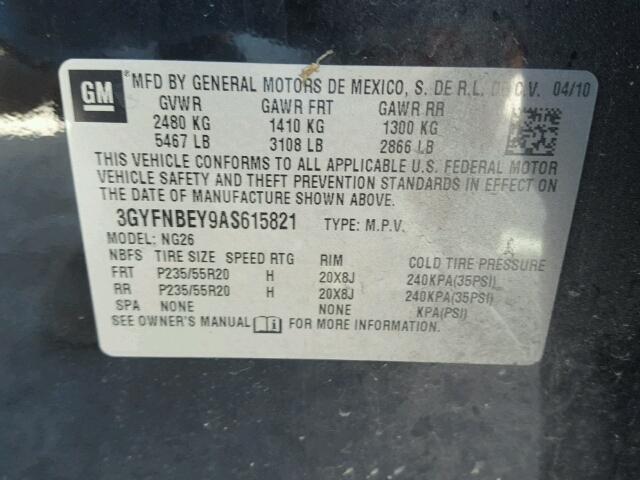 GM ® MFD BY GENERAL MOTORS DE MEXICO, S. DE R.L. DE C.V. 04/10
GVWR GAWR FRT GAWR RR
2480 KG 1410 KG 1300 KG
5467 LB 3108 LB 2866 LB
THIS VEHICLE CONFORMS TO ALL APPLICABLE U.S. FEDERAL MOTOR
VEHICLE SAFETY AND THEFT PREVENTION STANDARDS IN EFFECT ON
THE DATE OF MANUFACTURE SHOWN ABOVE.
3GYFNBEY9AS615821 TYPE: M.P.V.
MODEL: NG26
NBFS TIRE SIZE SPEED RTG RIM COLD TIRE PRESSURE
FRT P235/55R20 H 20X8J 240KPA(35PSI)
RR P235/55R20 H 20X8J 240KPA(35PSI)
SPA NONE NONE KPA(PSI)
SEE OWNER'S MANUAL FOR MORE INFORMATION.